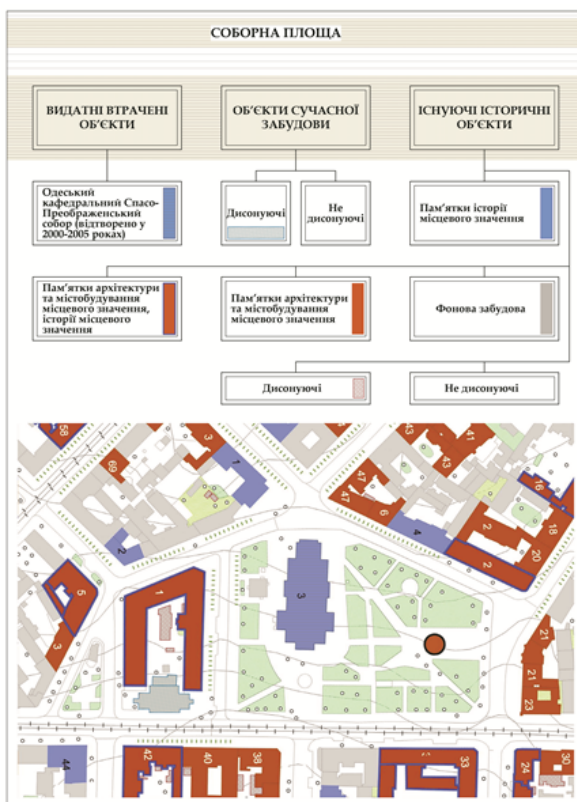 СОБОРНА ПЛОЩА
ВИДАТНІ ВТРАЧЕНІ
ОБ'ЄКТИ
ОБ'ЄКТИ СУЧАСНОЇ
ЗАБУДОВИ
ІСНУЮЧІ ІСТОРИЧНІ
ОБ'ЄКТИ
Одеський
кафедральний Спасо-
Преображенський
собор (відтворено у
2000-2005 роках)
Дисонуючі
Не
дисонуючі
Пам'ятки історії
місцевого значення
Пам'ятки архітектури
та містобудування
місцевого значення,
історії місцевого
значення
Пам'ятки архітектури
та містобудування
місцевого значення
Фонова забудова
Дисонуючі
Не дисонуючі
58
3
69
1
2
43
41
43
47
47
6
4
2
2
16
18
20
5
3
1
3
21
21
23
44
42
40
38
33
24
30